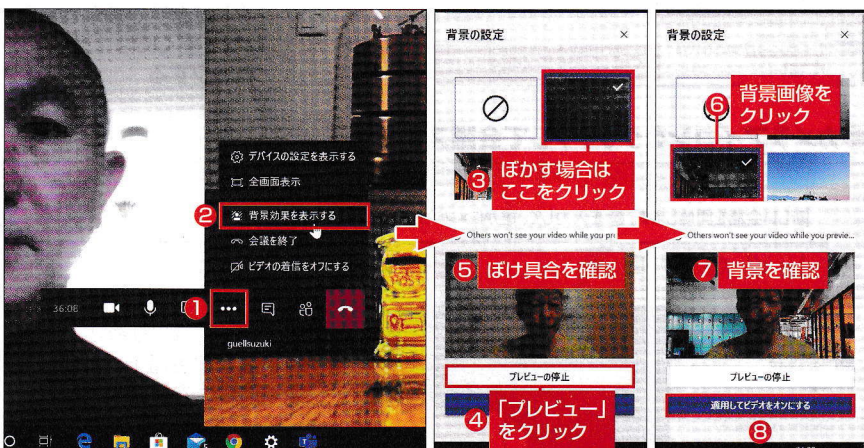 デバイスの設定を表示する
全画面表示
② 背景効果を表示する
会議を終了
ビデオの着信をオフにする
① 36:08
guellsuzuki
背景の設定 ×
③ ぼかす場合は
ここをクリック
Others won't see your video while you pre
⑤ ぼけ具合を確認
プレビューの停止
④ 「プレビュー」
をクリック
背景の設定 ×
⑥ 背景画像を
クリック
Others won't see your video while you previe...
⑦ 背景を確認
プレビューの停止
適用してビデオをオンにする
⑧